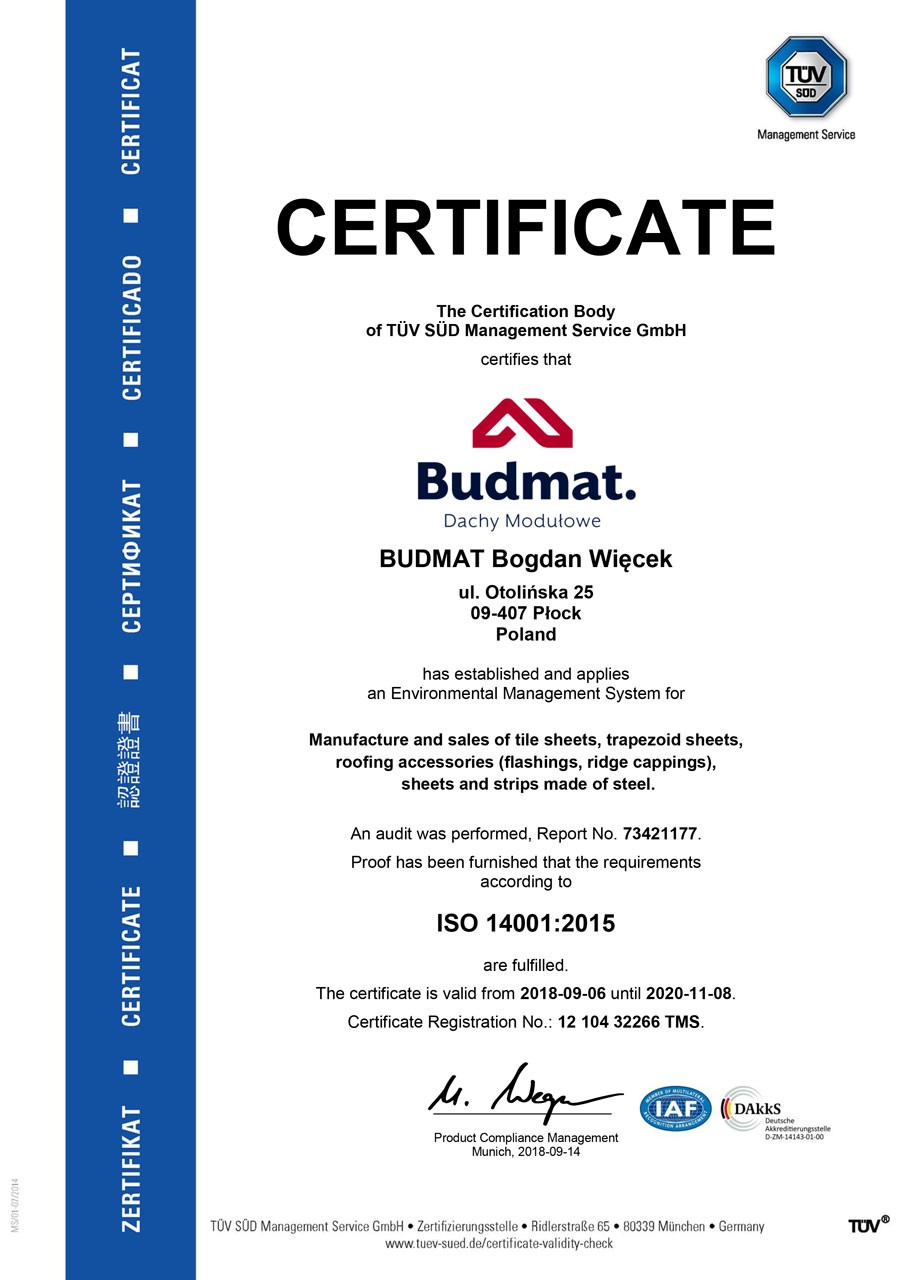 TÜV
SÜD
Management Service
CERTIFICATE
The Certification Body
of TÜV SÜD Management Service GmbH
certifies that
Budmat.
Dachy Modułowe
BUDMAT Bogdan Więcek
ul. Otolińska 25
09-407 Płock
Poland
has established and applies
an Environmental Management System for
Manufacture and sales of tile sheets, trapezoid sheets,
roofing accessories (flashings, ridge cappings),
sheets and strips made of steel.
An audit was performed, Report No. 73421177.
Proof has been furnished that the requirements
according to
ISO 14001:2015
are fulfilled.
The certificate is valid from 2018-09-06 until 2020-11-08.
Certificate Registration No.: 12 104 32266 TMS.
Product Compliance Management
Munich, 2018-09-14
MEMBER OF MULTILATERAL
IAF
RECOGNITION ARRANGEMENT
DAkkS
Deutsche
Akkreditierungsstelle
D-ZM-14143-01-00
TÜV SÜD Management Service GmbH • Zertifizierungsstelle • Ridlerstraße 65 • 80339 München • Germany
www.tuev-sued.de/certificate-validity-check
TÜV®
ZERTIFIKAT ■ CERTIFICATE ■ 認證證書 ■ СЕРТИФИКАТ ■ CERTIFICADO ■ CERTIFICAT
MS/01-07/2014